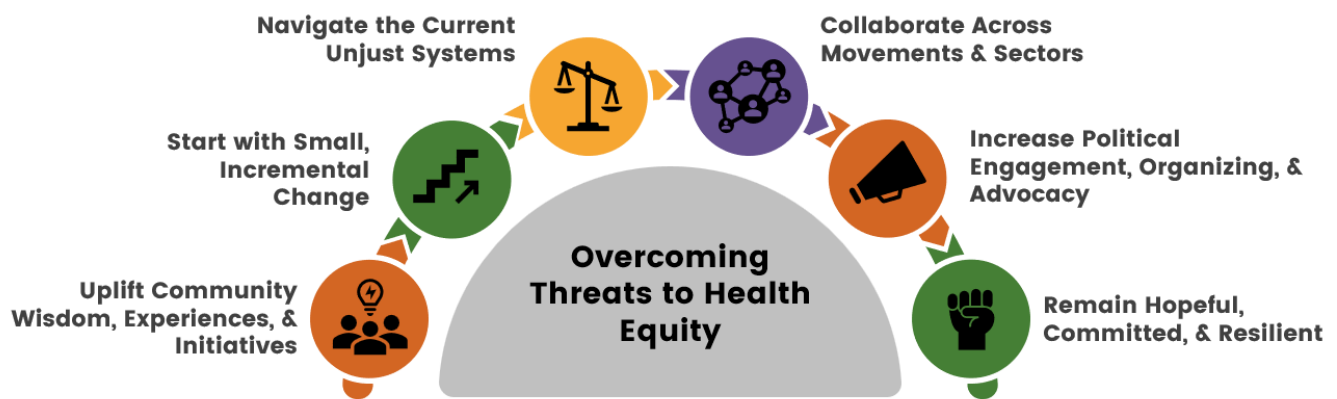 Navigate the Current
Unjust Systems
Collaborate Across
Movements & Sectors
Start with Small,
Incremental
Change
Increase Political
Engagement, Organizing, &
Advocacy
Overcoming
Threats to Health
Equity
Uplift Community
Wisdom, Experiences, &
Initiatives
Remain Hopeful,
Committed, & Resilient